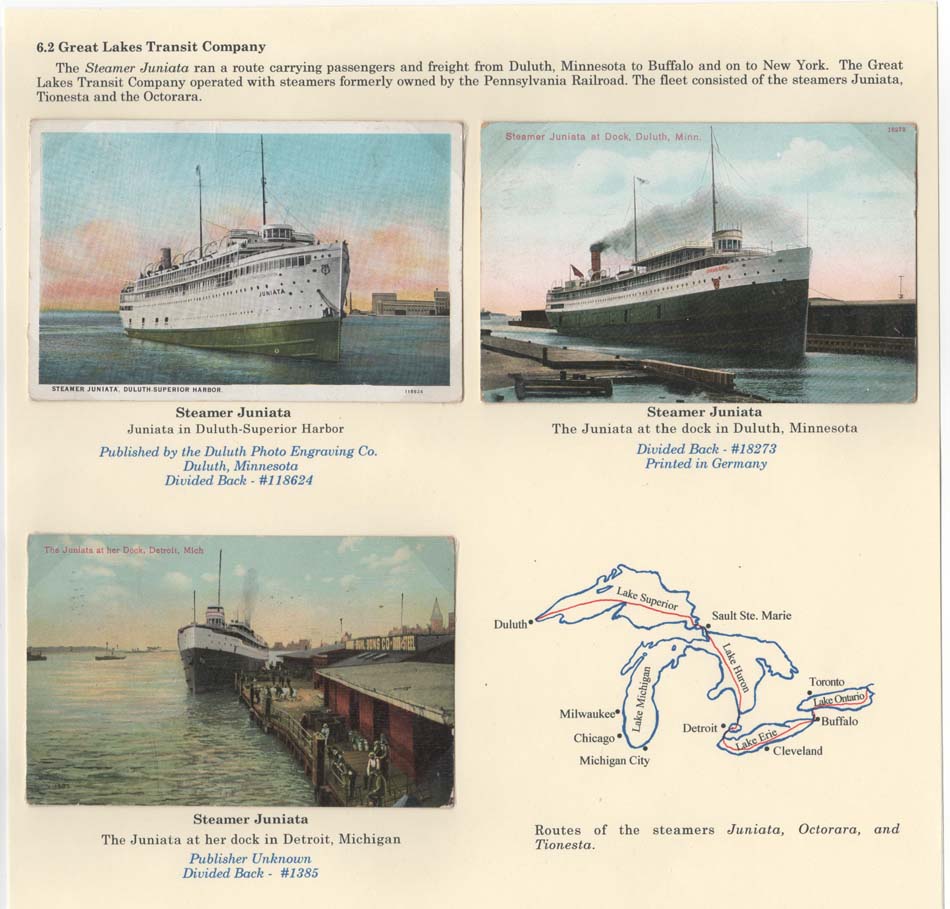 6.2 Great Lakes Transit Company
The Steamer Juniata ran a route carrying passengers and freight from Duluth, Minnesota to Buffalo and on to New York. The Great
Lakes Transit Company operated with steamers formerly owned by the Pennsylvania Railroad. The fleet consisted of the steamers Juniata,
Tionesta and the Octorara.
JUNIATA
STEAMER JUNIATA, DULUTH-SUPERIOR HARBOR.
118624
Steamer Juniata
Juniata in Duluth-Superior Harbor
Published by the Duluth Photo Engraving Co.
Duluth, Minnesota
Divided Back - #118624
Steamer Juniata at Dock, Duluth, Minn.
18273
Steamer Juniata
The Juniata at the dock in Duluth, Minnesota
Divided Back - #18273
Printed in Germany
The Juniata at her Dock, Detroit, Mich
SONS CO
STEEL
Steamer Juniata
The Juniata at her dock in Detroit, Michigan
Publisher Unknown
Divided Back - #1385
Lake Superior
Duluth
Sault Ste. Marie
Lake Huron
Lake Michigan
Toronto
Lake Ontario
Milwaukee
Detroit
Buffalo
Chicago
Lake Erie
Cleveland
Michigan City
Routes of the steamers Juniata, Octorara, and
Tionesta.